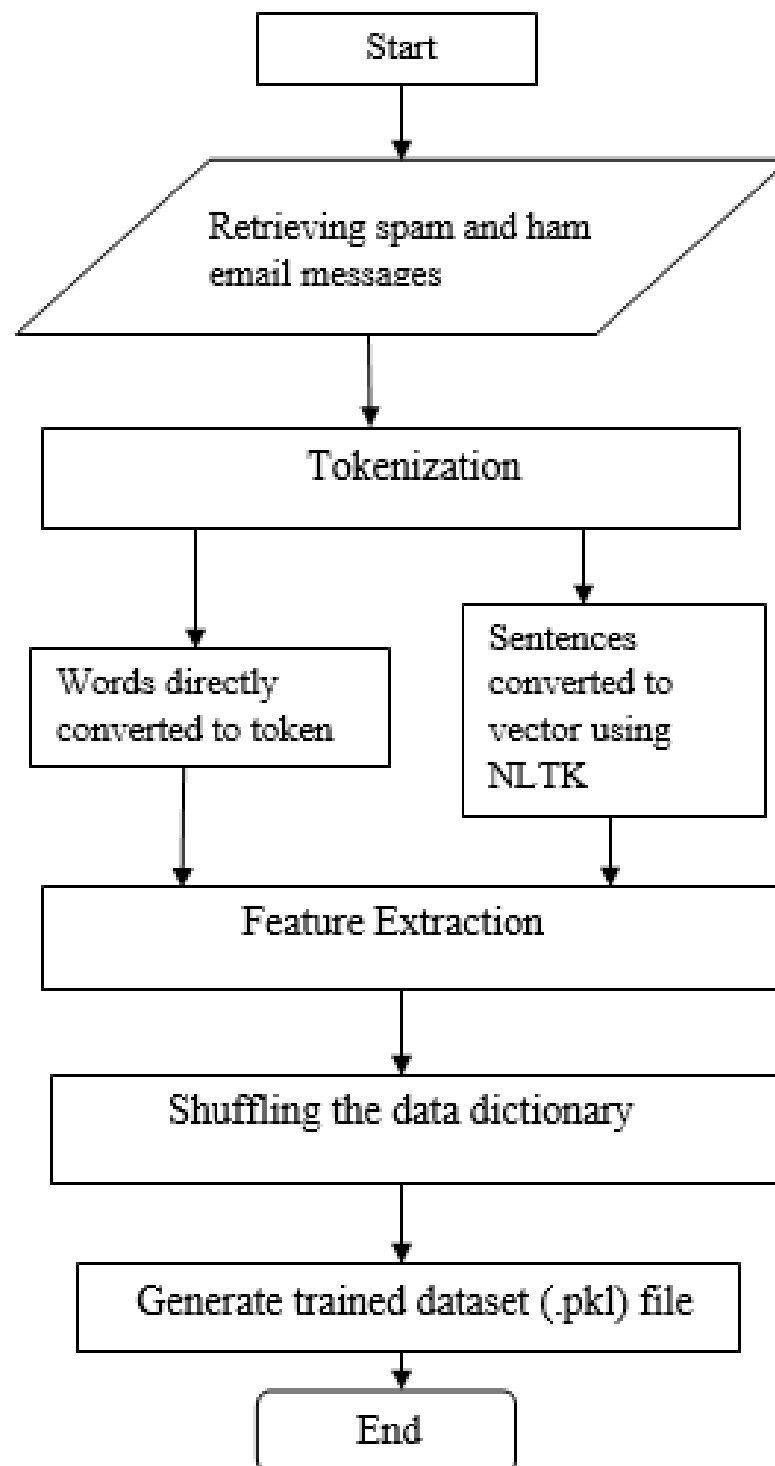 Start
Retrieving spam and ham
email messages
Tokenization
Words directly
converted to token
Sentences
converted to
vector using
NLTK
Feature Extraction
Shuffling the data dictionary
Generate trained dataset (.pkl) file
End